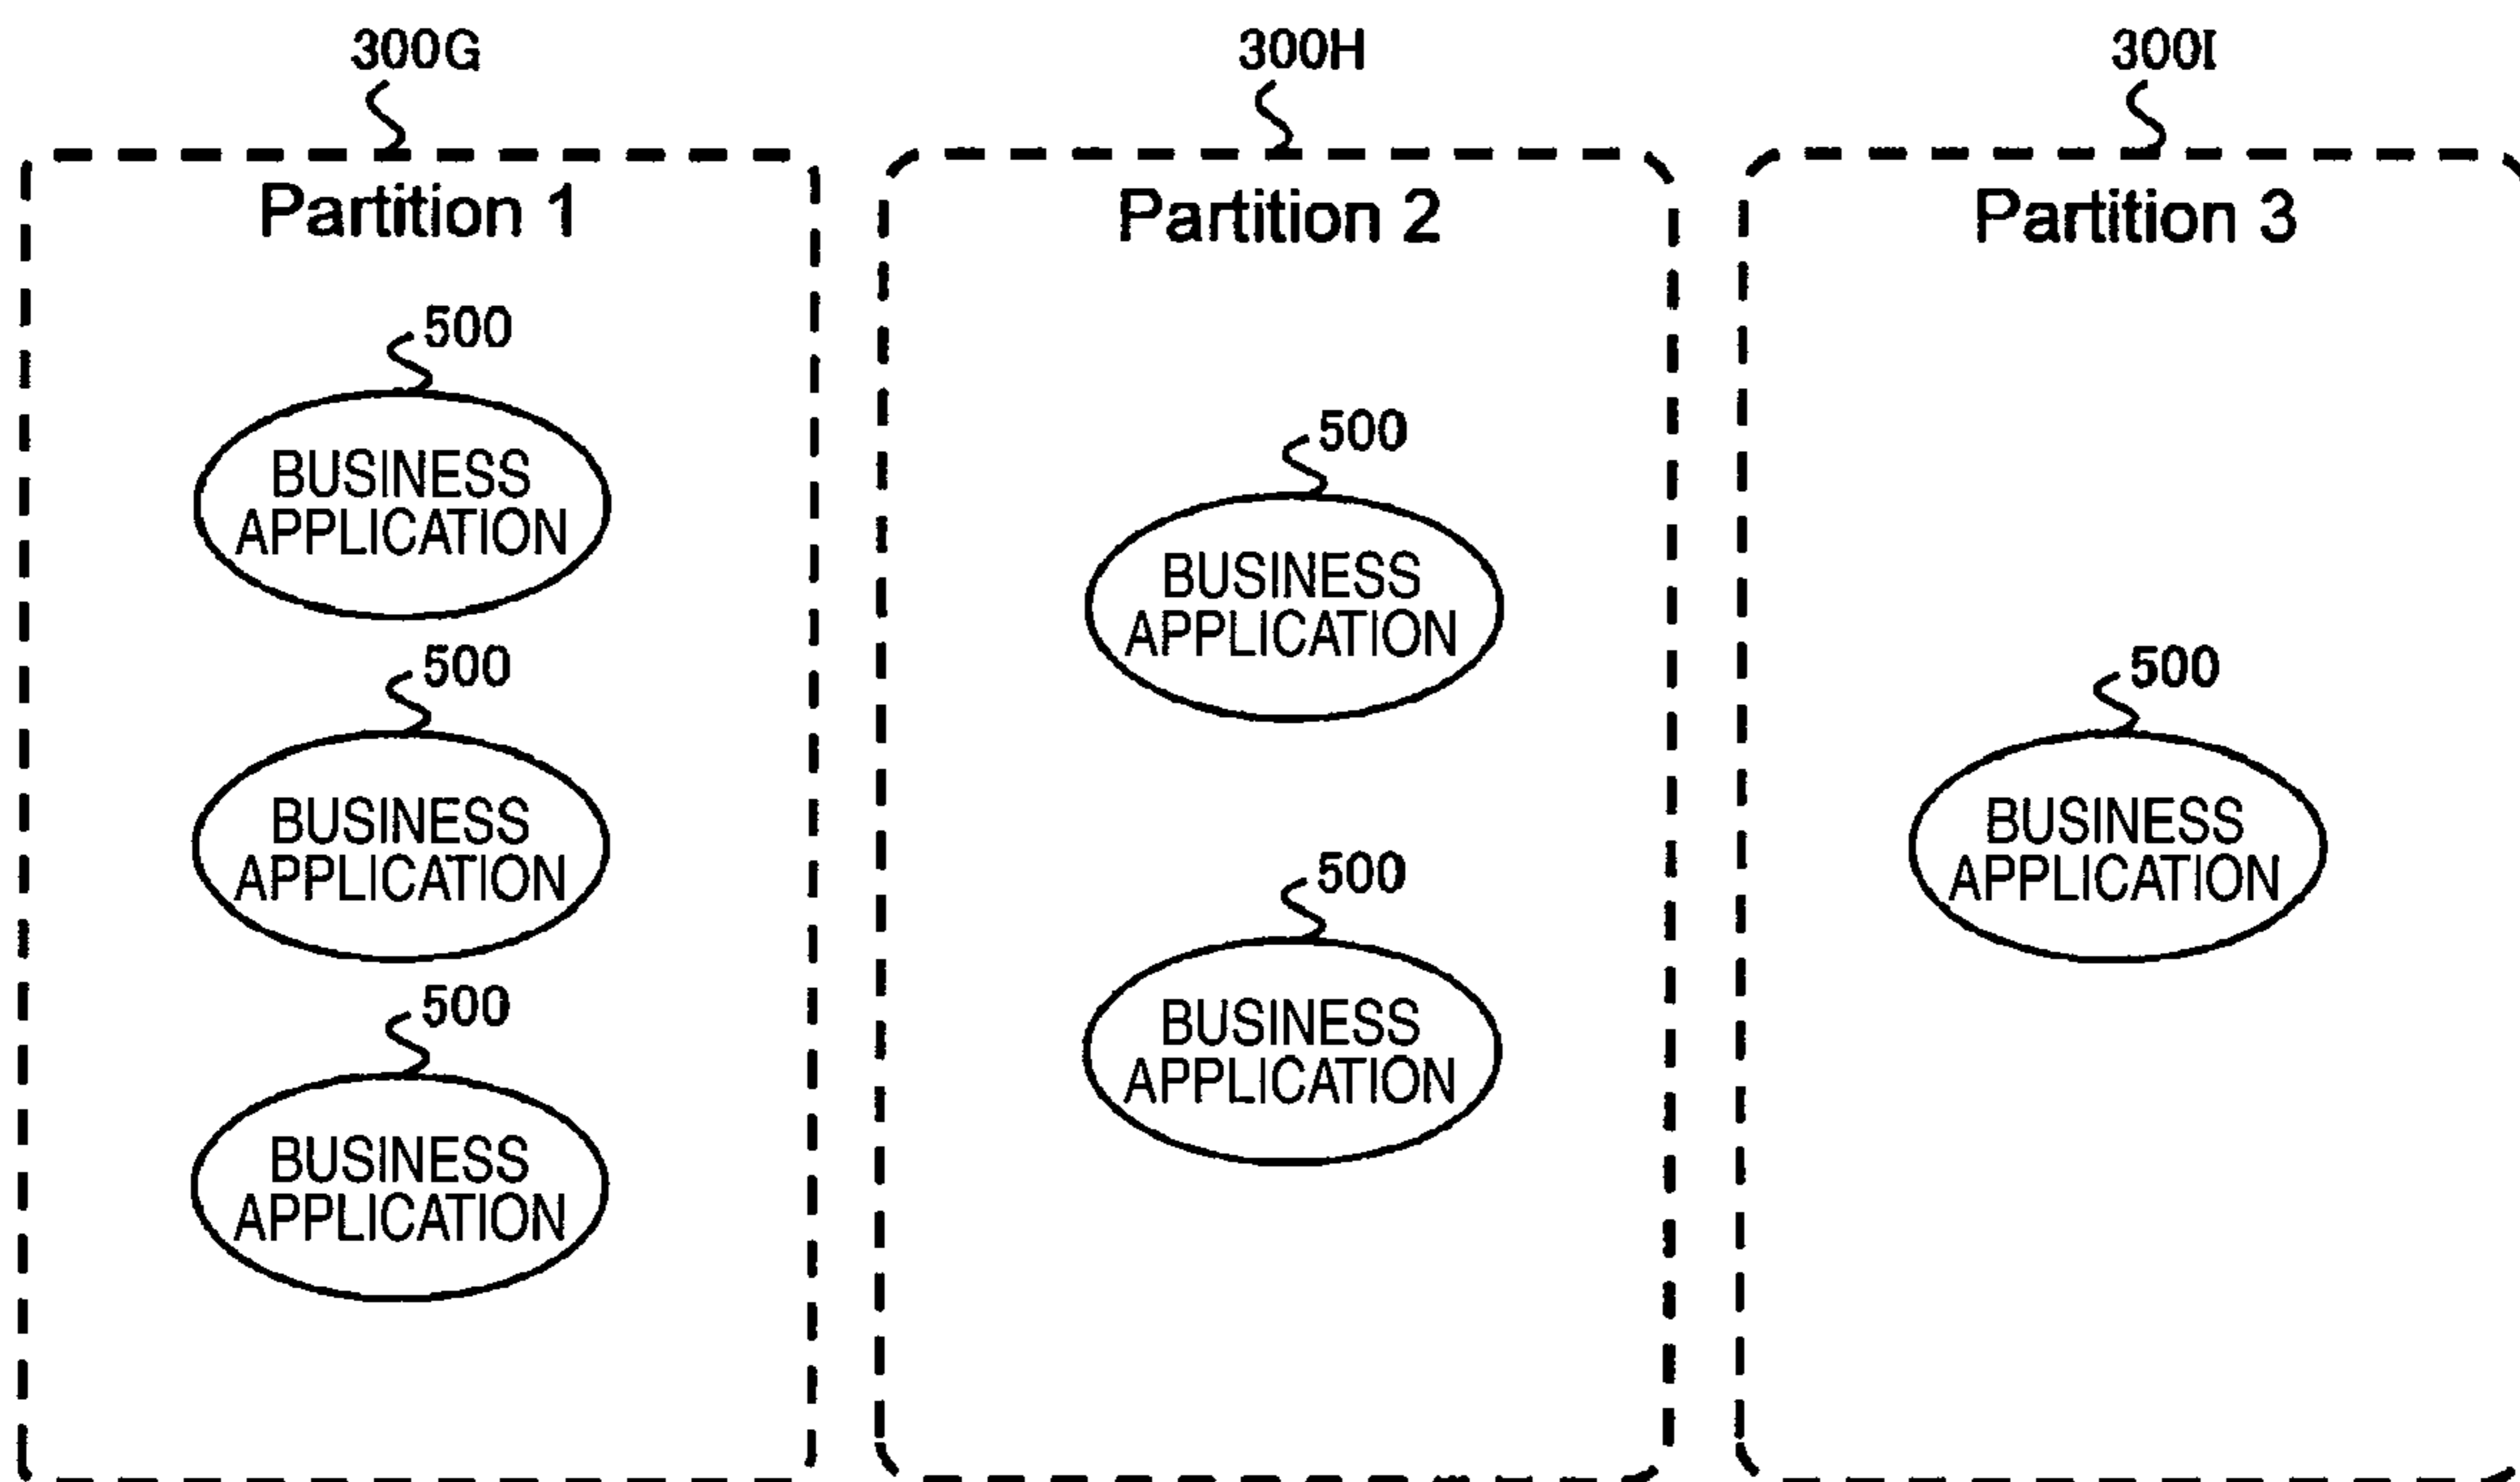 300G
Partition 1
500
BUSINESS
APPLICATION
500
BUSINESS
APPLICATION
500
BUSINESS
APPLICATION
300H
Partition 2
500
BUSINESS
APPLICATION
500
BUSINESS
APPLICATION
300I
Partition 3
500
BUSINESS
APPLICATION